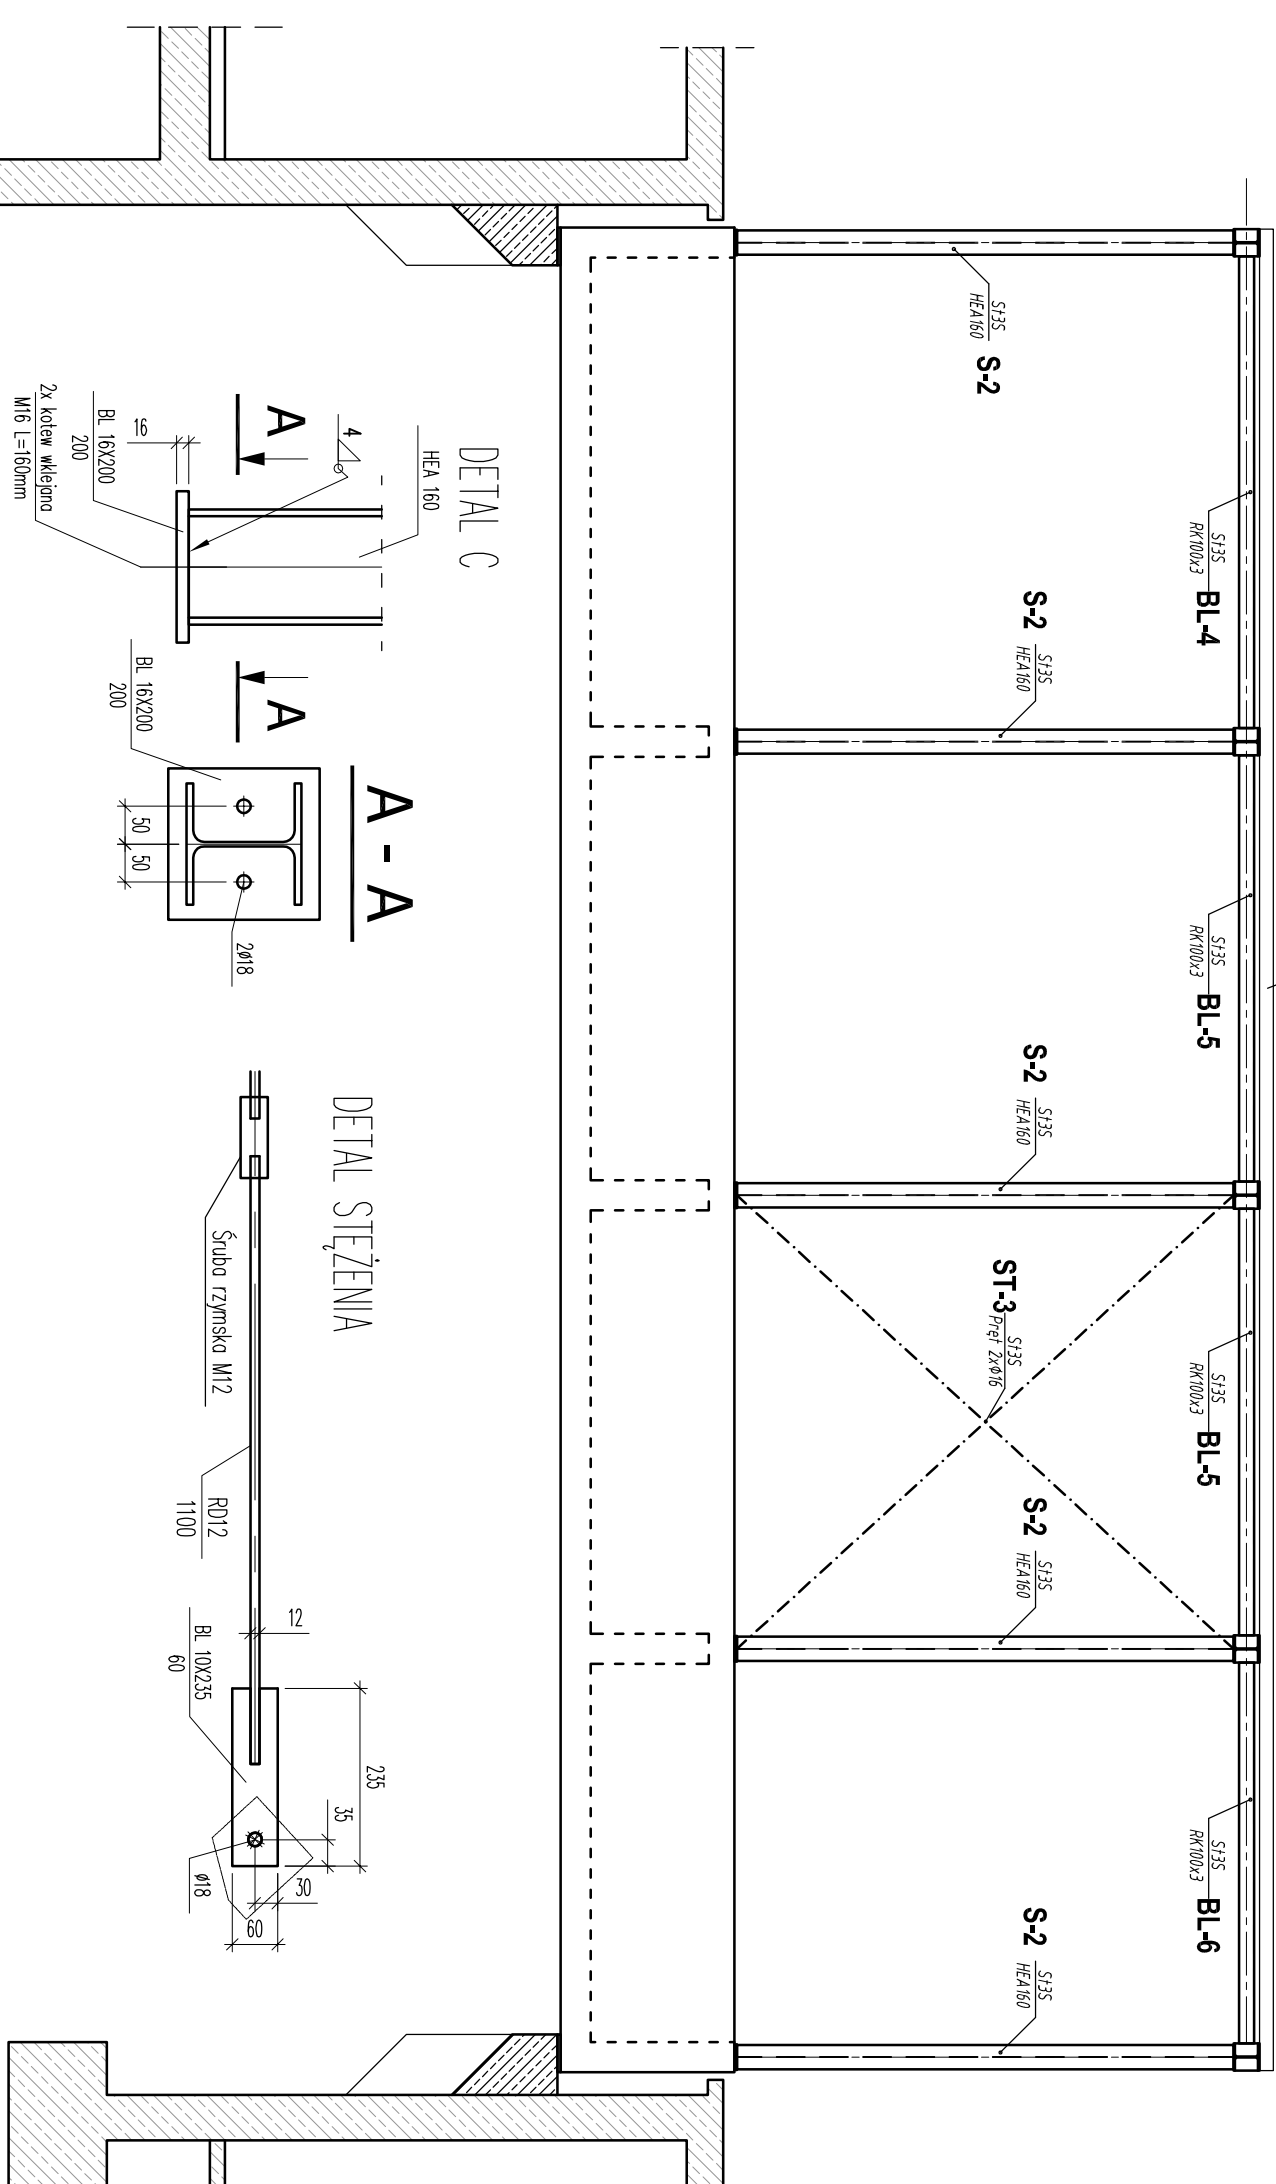 St3S
RK100x3
BL-4
St3S
RK100x3
BL-5
St3S
RK100x3
BL-5
St3S
RK100x3
BL-6
St3S
HEA160
S-2
S-2
St3S
HEA160
S-2
St3S
HEA160
ST-3
St3S
Pręt 2xϕ16
S-2
St3S
HEA160
S-2
St3S
HEA160
DETAL C
HEA 160
4
A
A
16
BL 16X200
200
2x kotew wklejana
M16 L=160mm
A - A
BL 16X200
200
50
50
2ø18
DETAL STĘŻENIA
Śruba rzymska M12
RD12
1100
12
BL 10X235
60
235
35
30
60
ø18